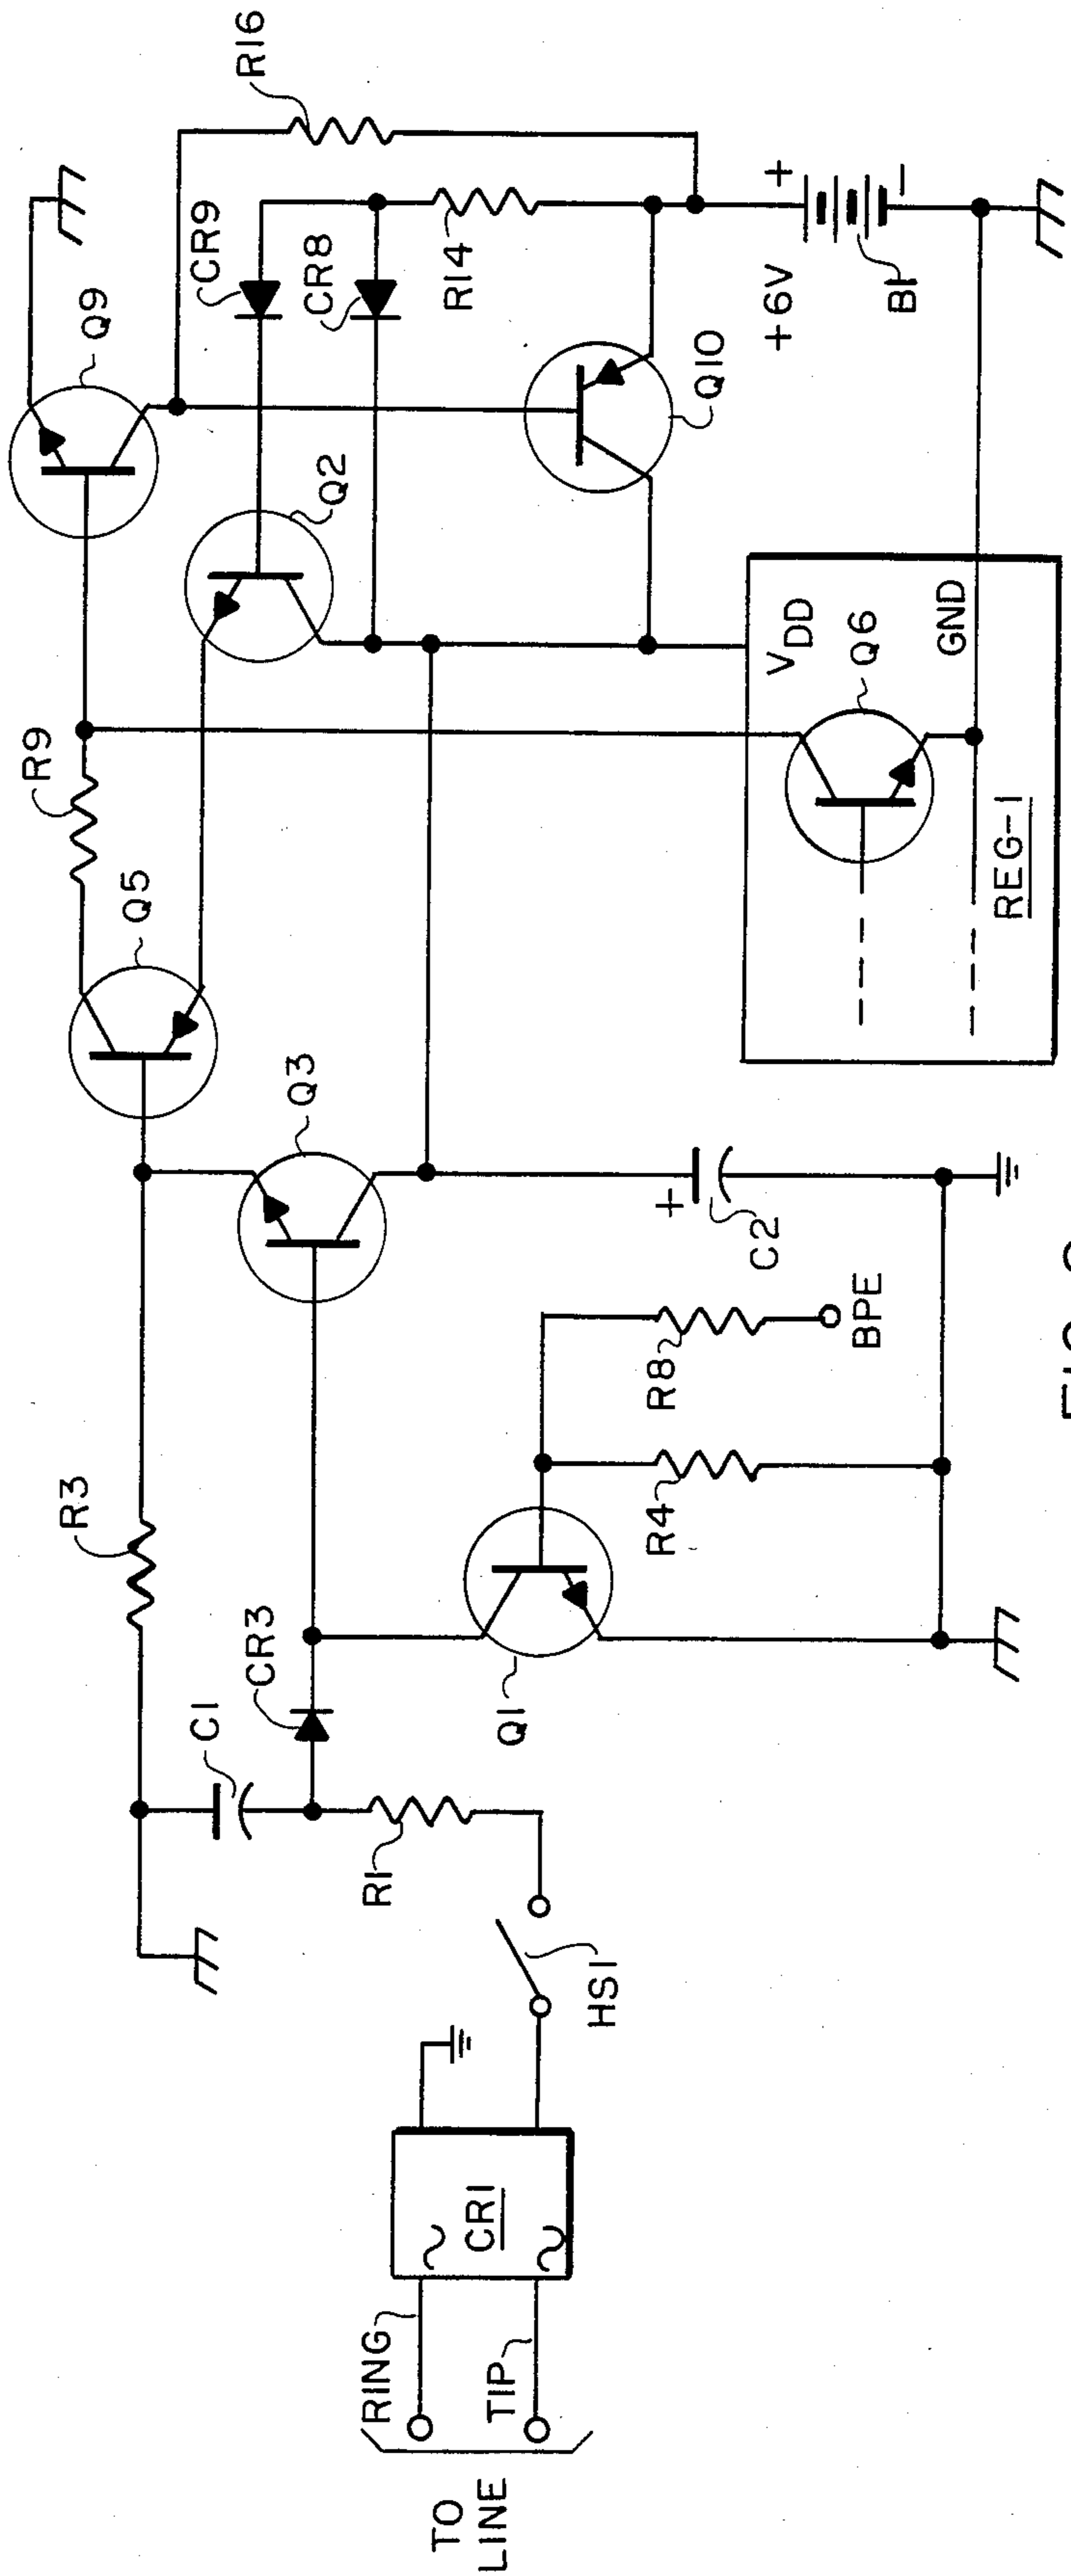 R9
R3
Q9
Q5
C1
CR9
R16
CR3
Q3
CR8
Q2
RING
R1
~
TO
LINE
CR1
R14
TIP
~
Q1
HS1
R4
R8
+
Q10
C2
+6V
+
VDD
BPE
Q6
B1
−
GND
REG-1